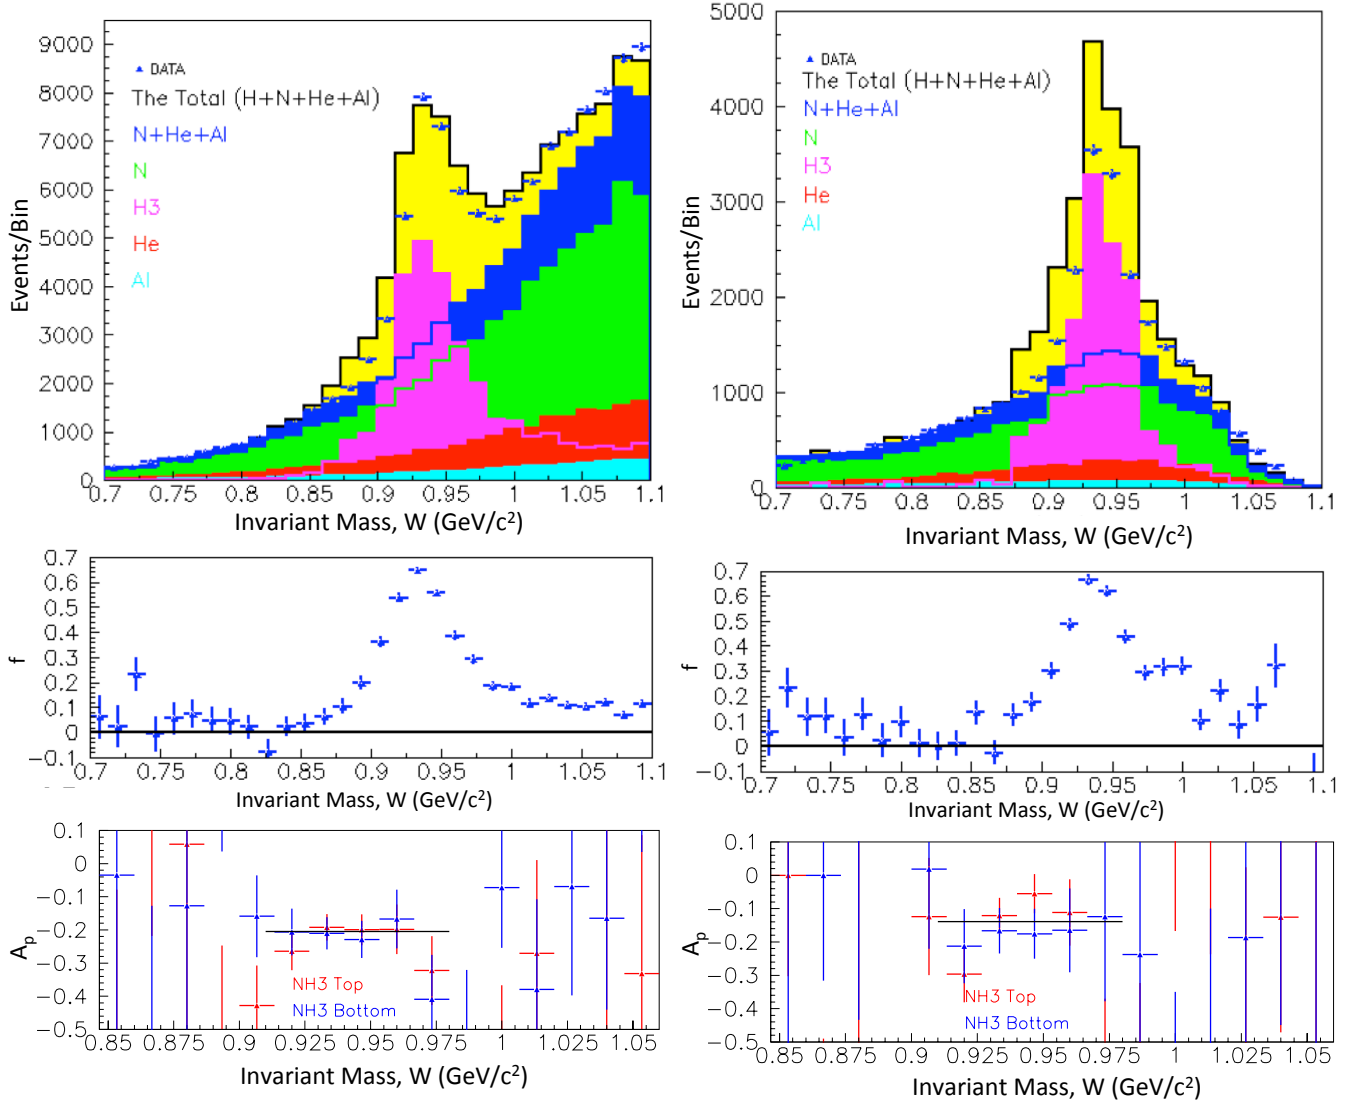 9000
8000
7000
6000
5000
4000
3000
2000
1000
0
Events/Bin
DATA
The Total (H+N+He+Al)
N+He+Al
N
H3
He
Al
0.7 0.75 0.8 0.85 0.9 0.95 1 1.05 1.1
Invariant Mass, W (GeV/c²)
5000
4000
3000
2000
1000
0
Events/Bin
DATA
The Total (H+N+He+Al)
N+He+Al
N
H3
He
Al
0.7 0.75 0.8 0.85 0.9 0.95 1 1.05 1.1
Invariant Mass, W (GeV/c²)
0.7
0.6
0.5
0.4
0.3
0.2
0.1
0
−0.1
f
0.7 0.75 0.8 0.85 0.9 0.95 1 1.05 1.1
Invariant Mass, W (GeV/c²)
0.7
0.6
0.5
0.4
0.3
0.2
0.1
0
−0.1
f
0.7 0.75 0.8 0.85 0.9 0.95 1 1.05 1.1
Invariant Mass, W (GeV/c²)
0.1
0
−0.1
−0.2
−0.3
−0.4
−0.5
Ap
NH3 Top
NH3 Bottom
0.85 0.875 0.9 0.925 0.95 0.975 1 1.025 1.05
Invariant Mass, W (GeV/c²)
0.1
0
−0.1
−0.2
−0.3
−0.4
−0.5
Ap
NH3 Top
NH3 Bottom
0.85 0.875 0.9 0.925 0.95 0.975 1 1.025 1.05
Invariant Mass, W (GeV/c²)